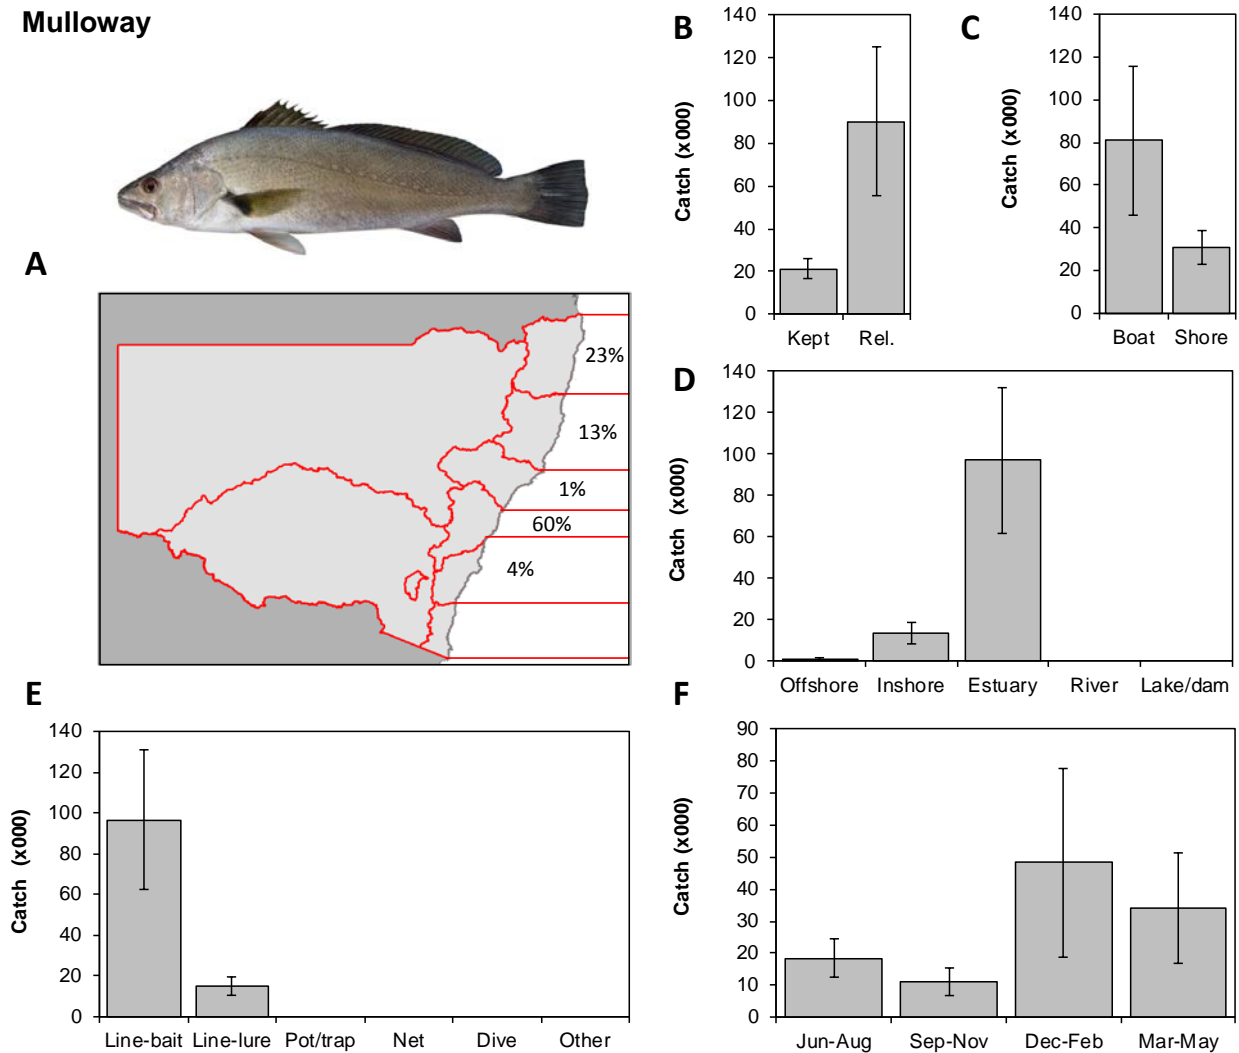 Mulloway
A
23%
13%
1%
60%
4%
B
Catch (x000)
140
120
100
80
60
40
20
0
Kept Rel.
C
Catch (x000)
140
120
100
80
60
40
20
0
Boat Shore
D
Catch (x000)
140
120
100
80
60
40
20
0
Offshore Inshore Estuary River Lake/dam
E
Catch (x000)
140
120
100
80
60
40
20
0
Line-bait Line-lure Pot/trap Net Dive Other
F
Catch (x000)
90
80
70
60
50
40
30
20
10
0
Jun-Aug Sep-Nov Dec-Feb Mar-May